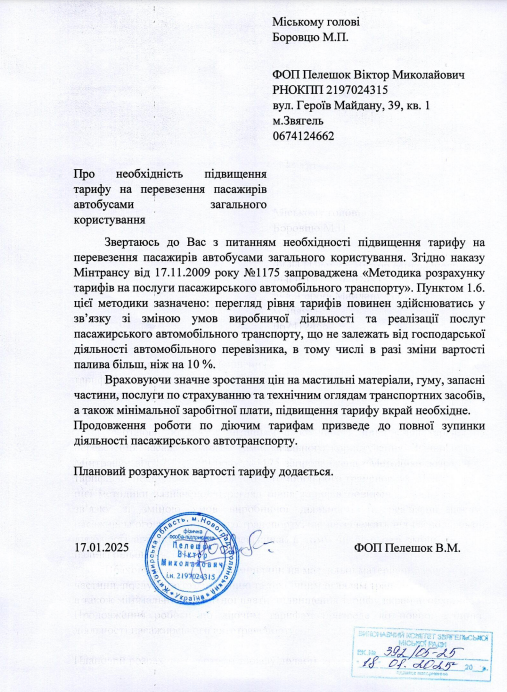 Міському голові
Боровцю М.П.
ФОП Пелешок Віктор Миколайович
РНОКПП 2197024315
вул. Героїв Майдану, 39, кв. 1
м.Звягель
0674124662
Про необхідність підвищення
тарифу на перевезення пасажирів
автобусами загального
користування
Звертаюсь до Вас з питанням необхідності підвищення тарифу на
перевезення пасажирів автобусами загального користування. Згідно наказу
Мінтрансу від 17.11.2009 року №1175 запроваджена «Методика розрахунку
тарифів на послуги пасажирського автомобільного транспорту». Пунктом 1.6.
цієї методики зазначено: перегляд рівня тарифів повинен здійснюватись у
зв’язку зі зміною умов виробничої діяльності та реалізації послуг
пасажирського автомобільного транспорту, що не залежать від господарської
діяльності автомобільного перевізника, в тому числі в разі зміни вартості
палива більш, ніж на 10 %.
Враховуючи значне зростання цін на мастильні матеріали, гуму, запасні
частини, послуги по страхуванню та технічним оглядам транспортних засобів,
а також мінімальної заробітної плати, підвищення тарифу вкрай необхідне.
Продовження роботи по діючим тарифам призведе до повної зупинки
діяльності пасажирського автотранспорту.
Плановий розрахунок вартості тарифу додається.
17.01.2025
ФОП Пелешок В.М.
Житомирська область, м.Новоград-Волинський
Україна
фізична
особа-підприємець
Пелешок
Віктор
Миколайович
і.н. 2197024315
ВИКОНАВЧИЙ КОМІТЕТ ЗВЯГЕЛЬСЬКОЇ
МІСЬКОЇ РАДИ
392/05-25
18 01 2025 20